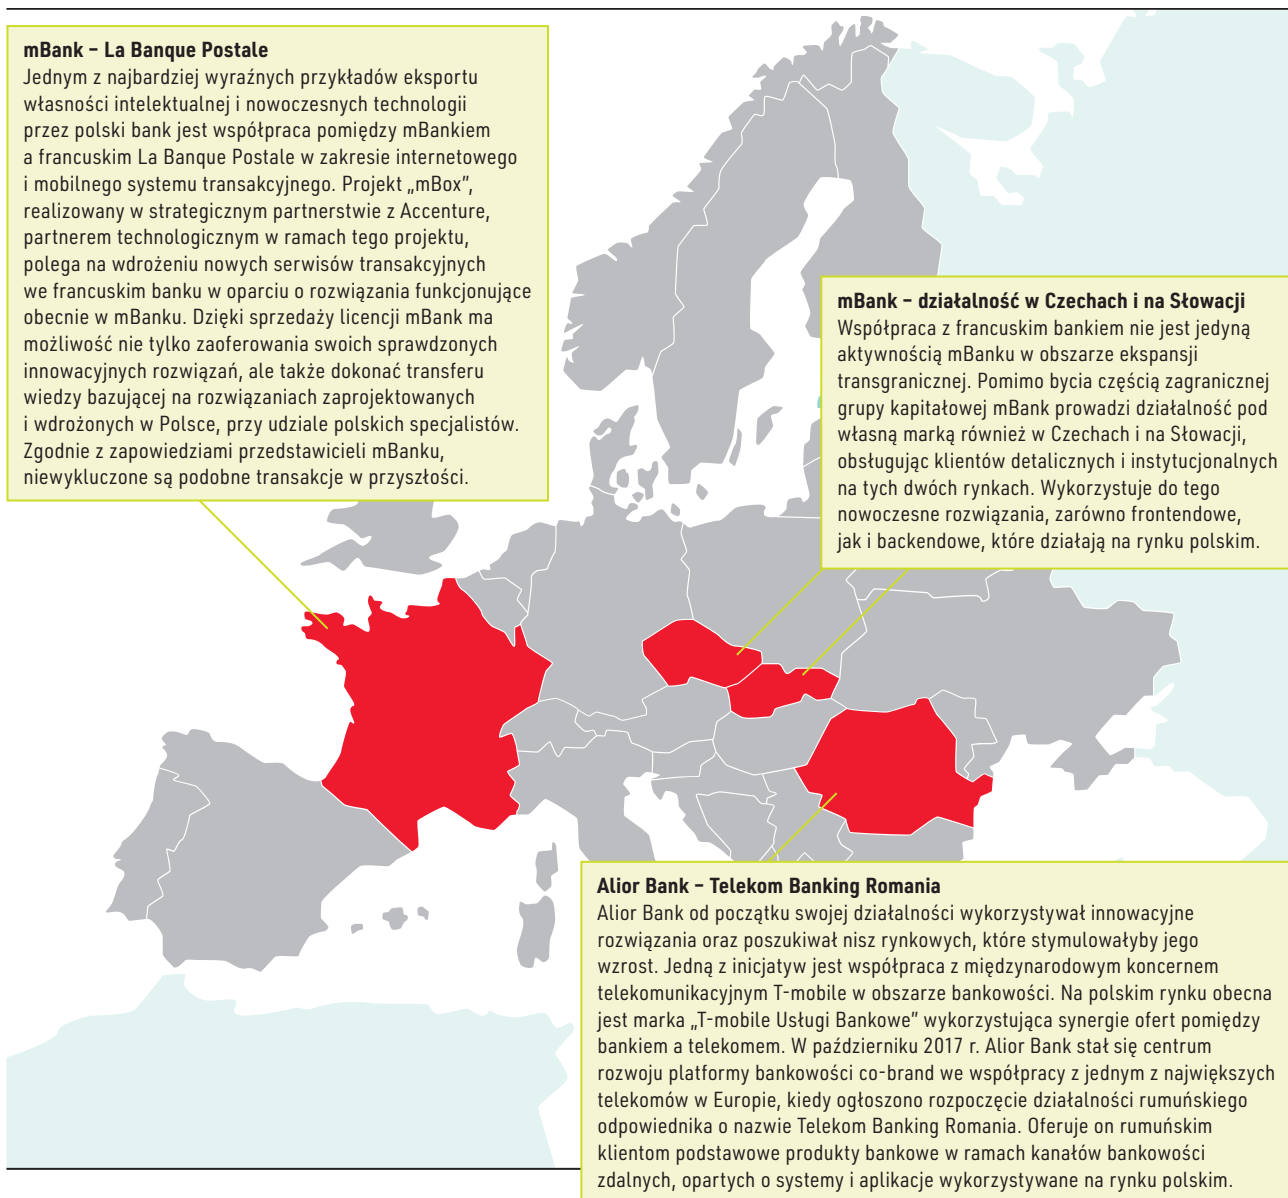 mBank – La Banque Postale
Jednym z najbardziej wyraźnych przykładów eksportu
własności intelektualnej i nowoczesnych technologii
przez polski bank jest współpraca pomiędzy mBankiem
a francuskim La Banque Postale w zakresie internetowego
i mobilnego systemu transakcyjnego. Projekt „mBox”,
realizowany w strategicznym partnerstwie z Accenture,
partnerem technologicznym w ramach tego projektu,
polega na wdrożeniu nowych serwisów transakcyjnych
we francuskim banku w oparciu o rozwiązania funkcjonujące
obecnie w mBanku. Dzięki sprzedaży licencji mBank ma
możliwość nie tylko zaoferowania swoich sprawdzonych
innowacyjnych rozwiązań, ale także dokonać transferu
wiedzy bazującej na rozwiązaniach zaprojektowanych
i wdrożonych w Polsce, przy udziale polskich specjalistów.
Zgodnie z zapowiedziami przedstawicieli mBanku,
niewykluczone są podobne transakcje w przyszłości.
mBank – działalność w Czechach i na Słowacji
Współpraca z francuskim bankiem nie jest jedyną
aktywnością mBanku w obszarze ekspansji
transgranicznej. Pomimo bycia częścią zagranicznej
grupy kapitałowej mBank prowadzi działalność pod
własną marką również w Czechach i na Słowacji,
obsługując klientów detalicznych i instytucjonalnych
na tych dwóch rynkach. Wykorzystuje do tego
nowoczesne rozwiązania, zarówno frontendowe,
jak i backendowe, które działają na rynku polskim.
Alior Bank – Telekom Banking Romania
Alior Bank od początku swojej działalności wykorzystywał innowacyjne
rozwiązania oraz poszukiwał nisz rynkowych, które stymulowałyby jego
wzrost. Jedną z inicjatyw jest współpraca z międzynarodowym koncernem
telekomunikacyjnym T-mobile w obszarze bankowości. Na polskim rynku obecna
jest marka „T-mobile Usługi Bankowe” wykorzystująca synergie ofert pomiędzy
bankiem a telekomem. W październiku 2017 r. Alior Bank stał się centrum
rozwoju platformy bankowości co-brand we współpracy z jednym z największych
telekomów w Europie, kiedy ogłoszono rozpoczęcie działalności rumuńskiego
odpowiednika o nazwie Telekom Banking Romania. Oferuje on rumuńskim
klientom podstawowe produkty bankowe w ramach kanałów bankowości
zdalnych, opartych o systemy i aplikacje wykorzystywane na rynku polskim.